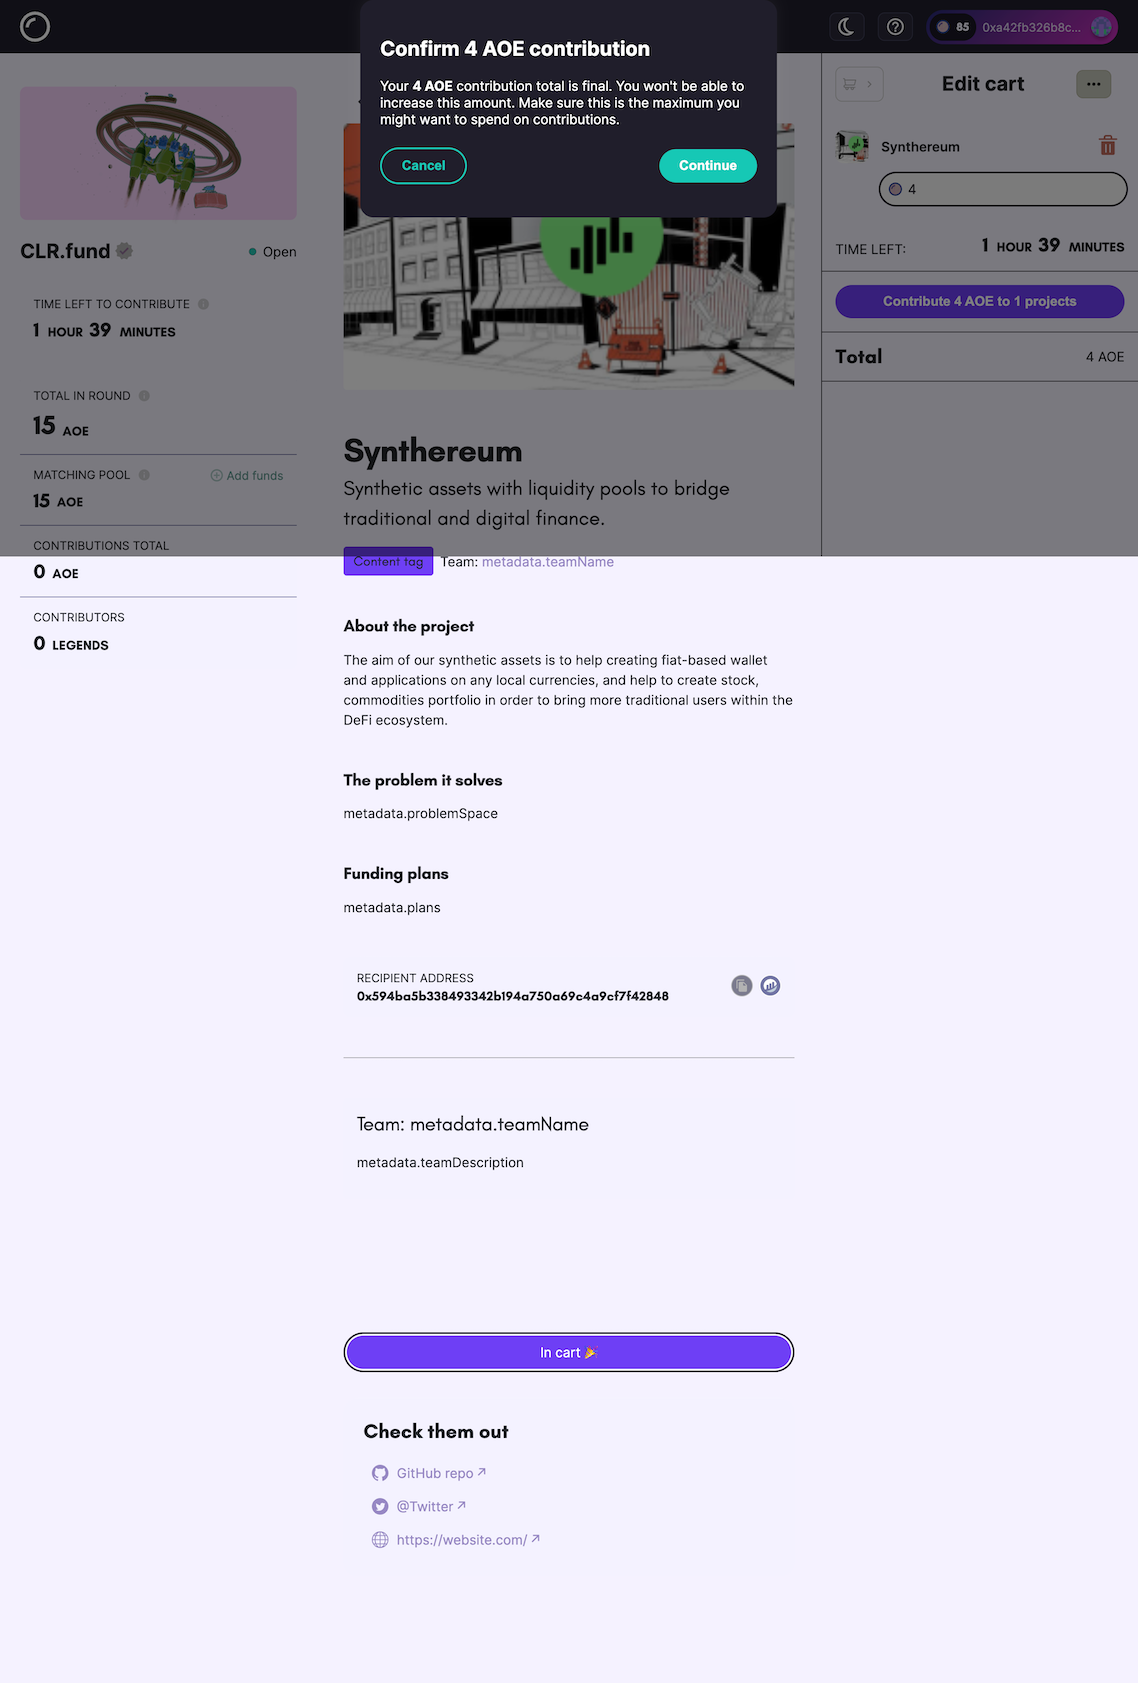 Confirm 4 AOE contribution
Your 4 AOE contribution total is final. You won't be able to
increase this amount. Make sure this is the maximum you
might want to spend on contributions.
Cancel
Continue
85 0xa42fb326b8c...
CLR.fund
Open
TIME LEFT TO CONTRIBUTE
1 HOUR 39 MINUTES
TOTAL IN ROUND
15 AOE
MATCHING POOL
Add funds
15 AOE
CONTRIBUTIONS TOTAL
0 AOE
CONTRIBUTORS
0 LEGENDS
Synthereum
Synthetic assets with liquidity pools to bridge
traditional and digital finance.
Content tag Team: metadata.teamName
About the project
The aim of our synthetic assets is to help creating fiat-based wallet
and applications on any local currencies, and help to create stock,
commodities portfolio in order to bring more traditional users within the
DeFi ecosystem.
The problem it solves
metadata.problemSpace
Funding plans
metadata.plans
RECIPIENT ADDRESS
0x594ba5b338493342b194a750a69c4a9cf7f42848
Team: metadata.teamName
metadata.teamDescription
In cart 🎉
Check them out
GitHub repo ↗
@Twitter ↗
https://website.com/ ↗
Edit cart
Synthereum
4
TIME LEFT:
1 HOUR 39 MINUTES
Contribute 4 AOE to 1 projects
Total
4 AOE